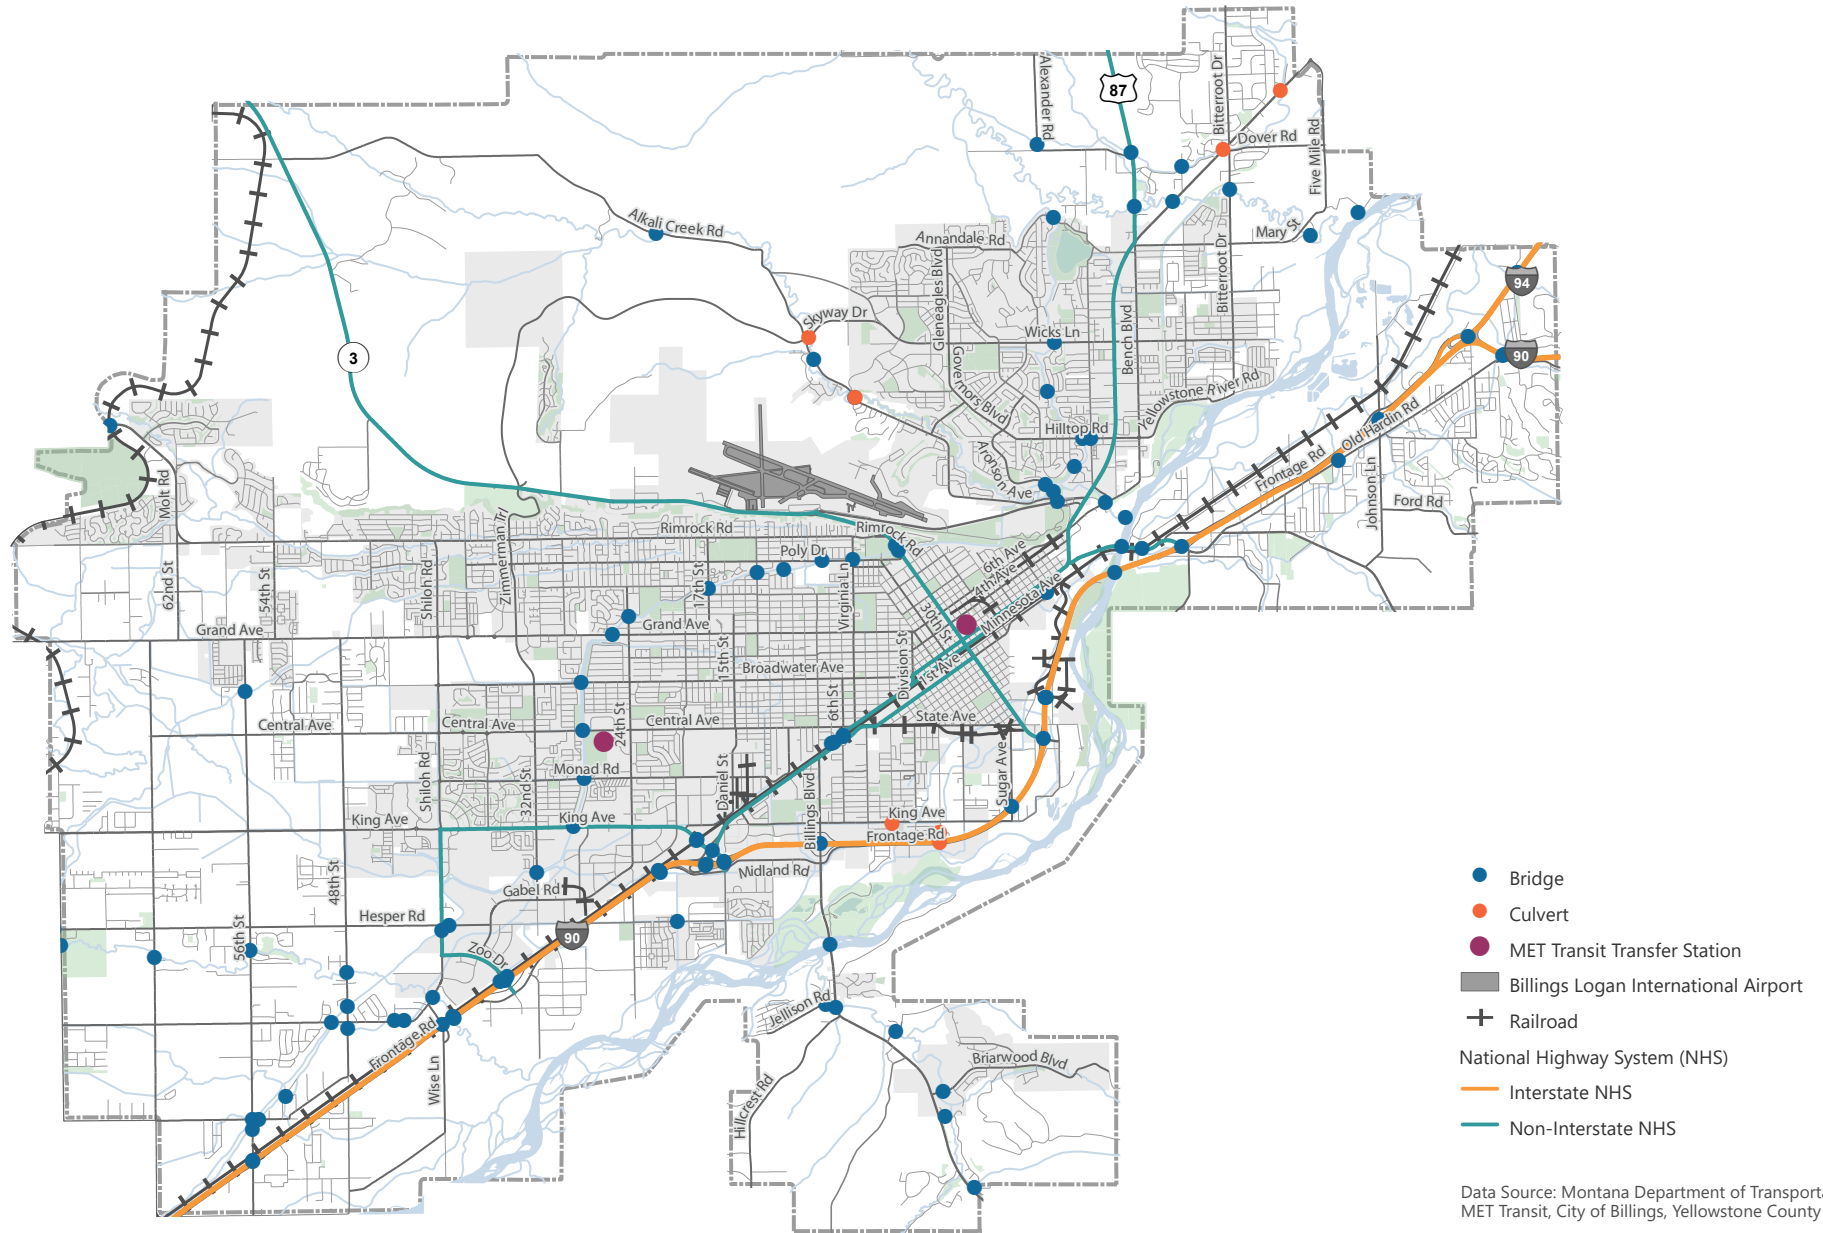 Alexander Rd
87
Bitterroot Dr
Dover Rd
Five Mile Rd
Alkali Creek Rd
Annandale Rd
Mary St
Gleneagles Blvd
Bitterroot Dr
94
Skyway Dr
Wicks Ln
Bench Blvd
3
90
Governors Blvd
Yellowstone River Rd
Hilltop Rd
Old Hardin Rd
Aronson Ave
Frontage Rd
Molt Rd
Johnson Ln
Ford Rd
Zimmerman Trl
Rimrock Rd
Rimrock Rd
Poly Dr
6th Ave
4th Ave
Minnesota Ave
62nd St
54th St
Shiloh Rd
17th St
Virginia Ln
30th St
Grand Ave
Grand Ave
15th St
Broadwater Ave
Division St
1st Ave
Central Ave
Central Ave
24th St
Central Ave
6th St
State Ave
Monad Rd
Shiloh Rd
32nd St
Daniel St
Billings Blvd
Sugar Ave
King Ave
King Ave
King Ave
Frontage Rd
Midland Rd
48th St
Gabel Rd
Hesper Rd
56th St
90
Zoo Dr
Jellison Rd
Frontage Rd
Wise Ln
Briarwood Blvd
Hillcrest Rd
Bridge
Culvert
MET Transit Transfer Station
Billings Logan International Airport
Railroad
National Highway System (NHS)
Interstate NHS
Non-Interstate NHS
Data Source: Montana Department of Transporta
MET Transit, City of Billings, Yellowstone County